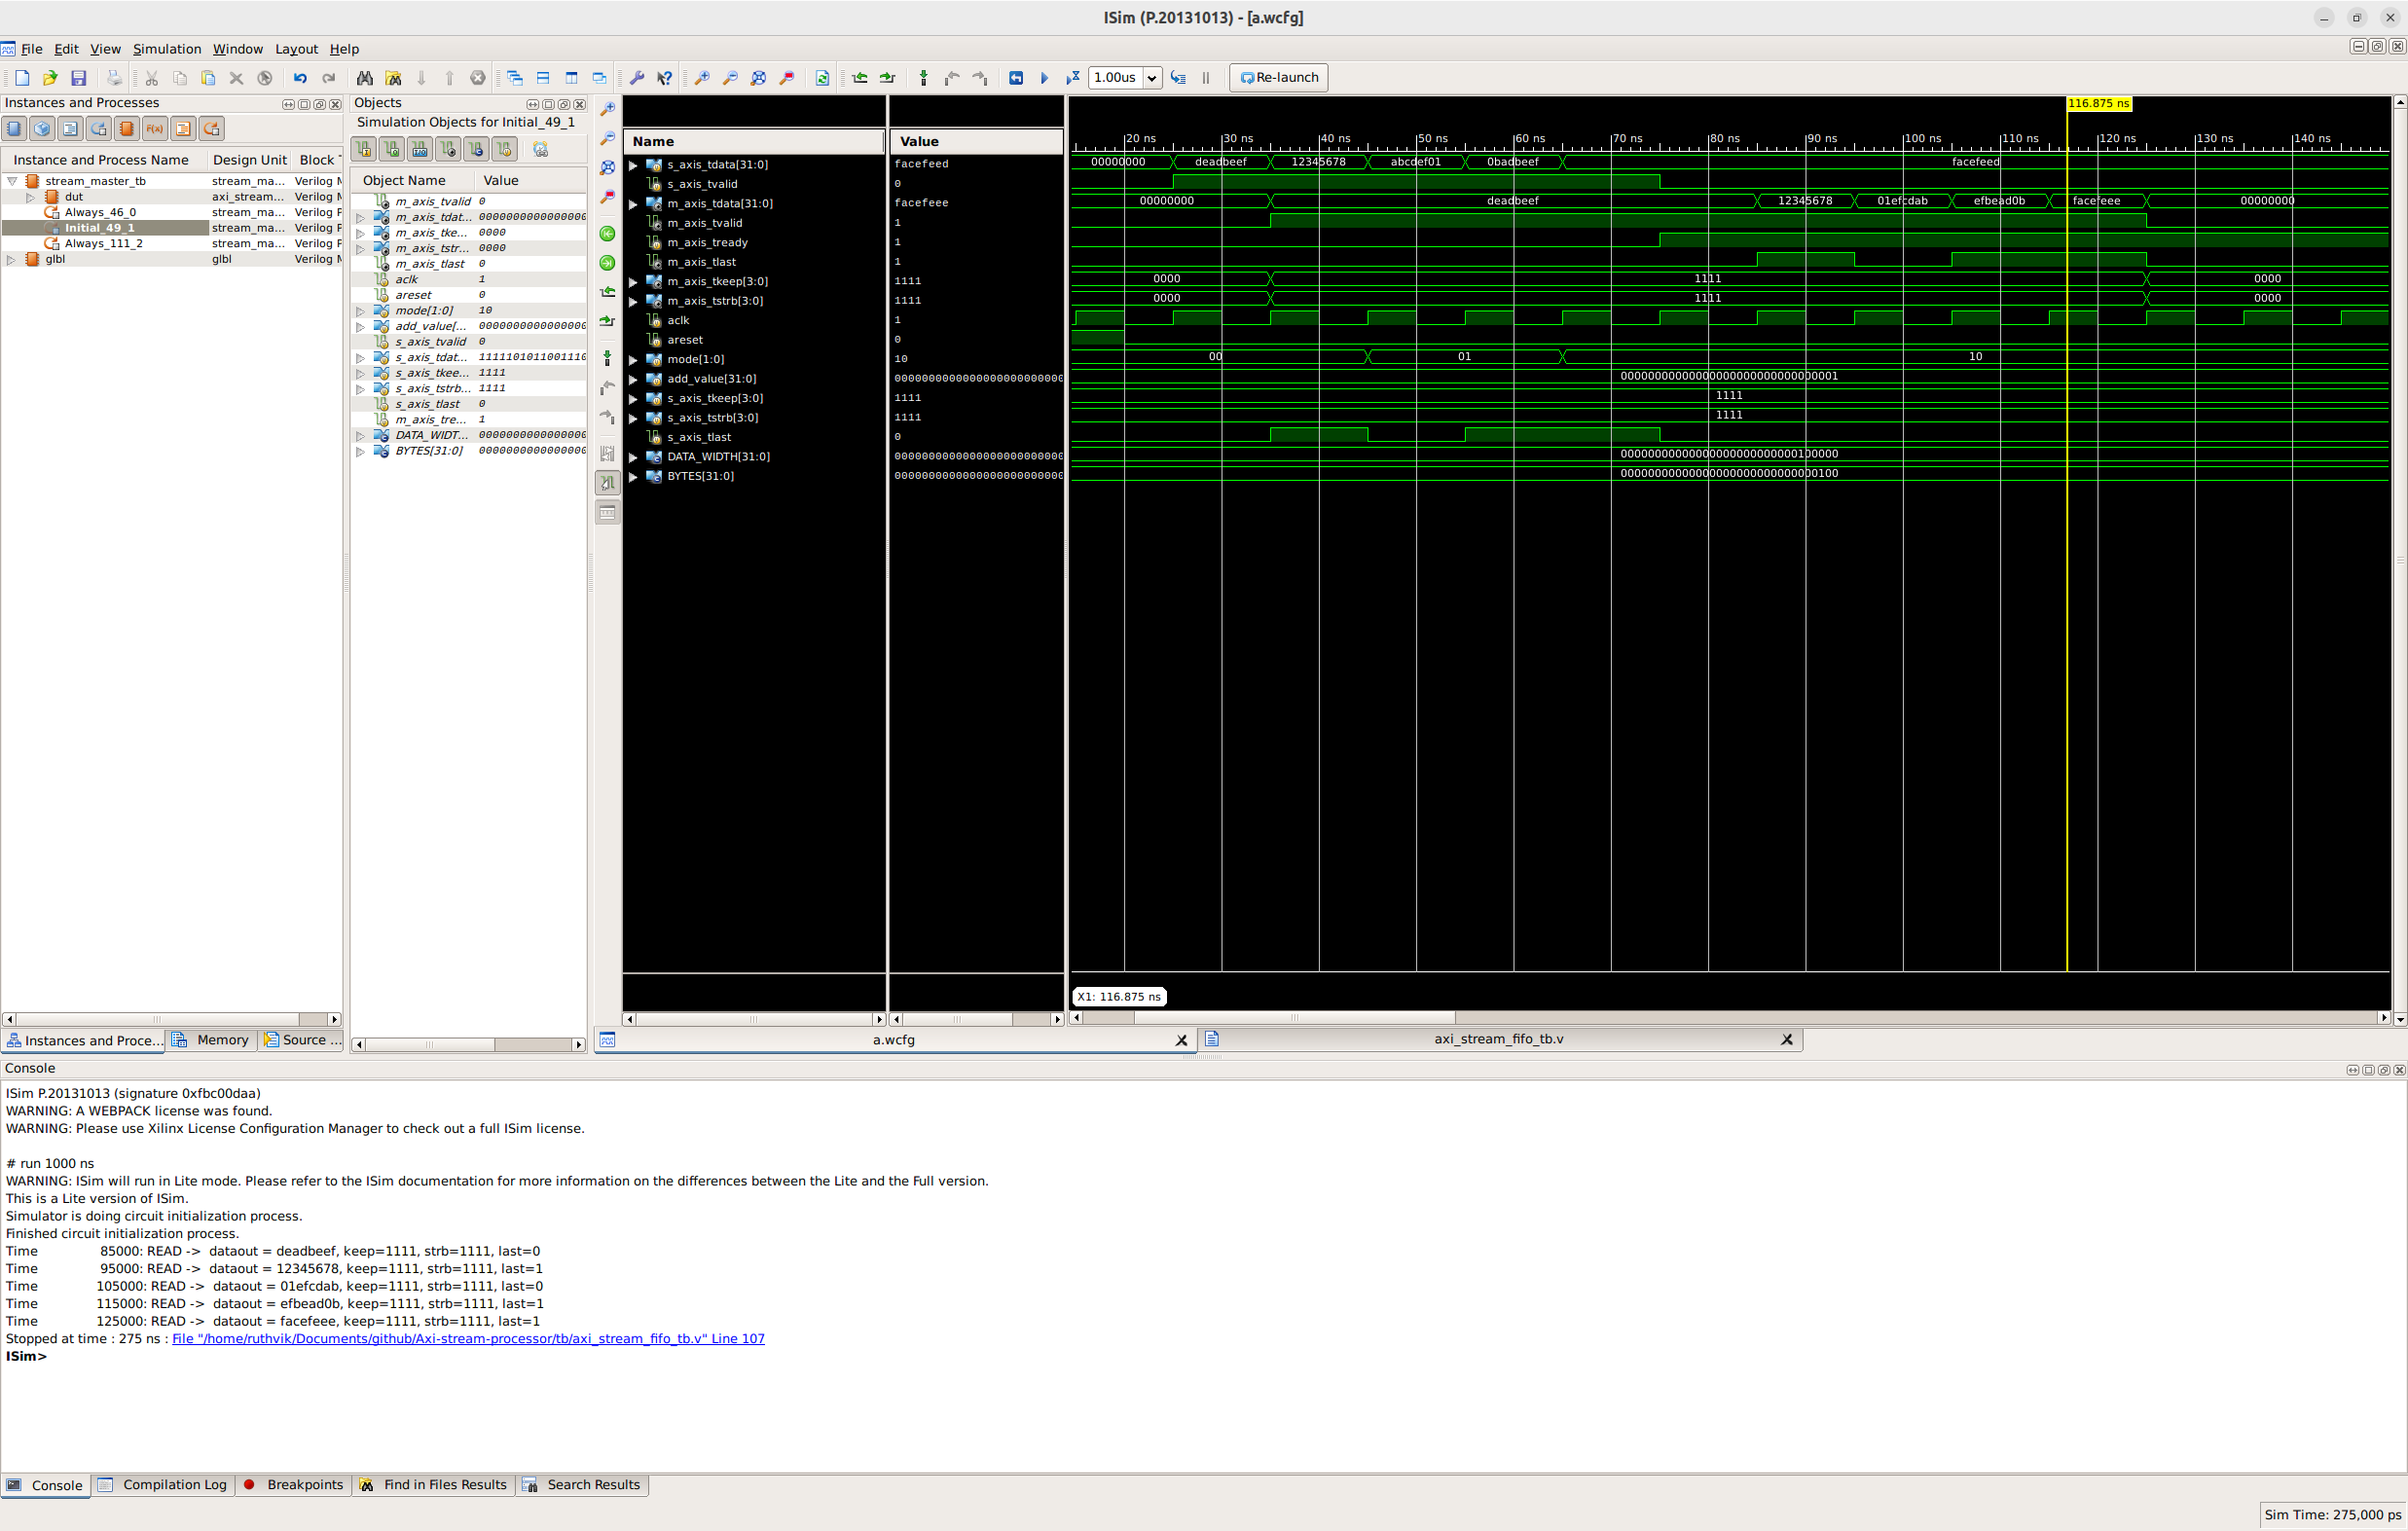 ISim (P.20131013) - [a.wcfg]
File Edit View Simulation Window Layout Help
1.00us Re-launch
Instances and Processes
Instance and Process Name Design Unit Block
stream_master_tb stream_ma... Verilog M
dut axi_stream... Verilog M
Always_46_0 stream_ma... Verilog P
Initial_49_1 stream_ma... Verilog P
Always_111_2 stream_ma... Verilog P
glbl glbl Verilog M
Instances and Proce... Memory Source ...
Objects
Simulation Objects for Initial_49_1
Object Name Value
m_axis_tvalid 0
m_axis_tdat... 0000000000000000
m_axis_tke... 0000
m_axis_tstr... 0000
m_axis_tlast 0
aclk 1
areset 0
mode[1:0] 10
add_value[... 0000000000000000
s_axis_tvalid 0
s_axis_tdat... 1111101011001110
s_axis_tkee... 1111
s_axis_tstrb... 1111
s_axis_tlast 0
m_axis_tre... 1
DATA_WIDT... 0000000000000000
BYTES[31:0] 0000000000000000
116.875 ns
Name Value 20 ns 30 ns 40 ns 50 ns 60 ns 70 ns 80 ns 90 ns 100 ns 110 ns 120 ns 130 ns 140 ns
s_axis_tdata[31:0] facefeed 00000000 deadbeef 12345678 abcdef01 0badbeef facefeed
s_axis_tvalid 0
m_axis_tdata[31:0] facefeee 00000000 deadbeef 12345678 01efcdab efbead0b facefeee 00000000
m_axis_tvalid 1
m_axis_tready 1
m_axis_tlast 1
m_axis_tkeep[3:0] 1111 0000 1111 0000
m_axis_tstrb[3:0] 1111 0000 1111 0000
aclk 1
areset 0
mode[1:0] 10 00 01 10
add_value[31:0] 00000000000000000000000000 00000000000000000000000000000001
s_axis_tkeep[3:0] 1111 1111
s_axis_tstrb[3:0] 1111 1111
s_axis_tlast 0
DATA_WIDTH[31:0] 00000000000000000000000000 00000000000000000000000000100000
BYTES[31:0] 00000000000000000000000000 00000000000000000000000000000100
X1: 116.875 ns
a.wcfg axi_stream_fifo_tb.v
Console
ISim P.20131013 (signature 0xfbc00daa)
WARNING: A WEBPACK license was found.
WARNING: Please use Xilinx License Configuration Manager to check out a full ISim license.
# run 1000 ns
WARNING: ISim will run in Lite mode. Please refer to the ISim documentation for more information on the differences between the Lite and the Full version.
This is a Lite version of ISim.
Simulator is doing circuit initialization process.
Finished circuit initialization process.
Time 85000: READ -> dataout = deadbeef, keep=1111, strb=1111, last=0
Time 95000: READ -> dataout = 12345678, keep=1111, strb=1111, last=1
Time 105000: READ -> dataout = 01efcdab, keep=1111, strb=1111, last=0
Time 115000: READ -> dataout = efbead0b, keep=1111, strb=1111, last=1
Time 125000: READ -> dataout = facefeee, keep=1111, strb=1111, last=1
Stopped at time : 275 ns : File "/home/ruthvik/Documents/github/Axi-stream-processor/tb/axi_stream_fifo_tb.v" Line 107
ISim>
Console Compilation Log Breakpoints Find in Files Results Search Results
Sim Time: 275,000 ps